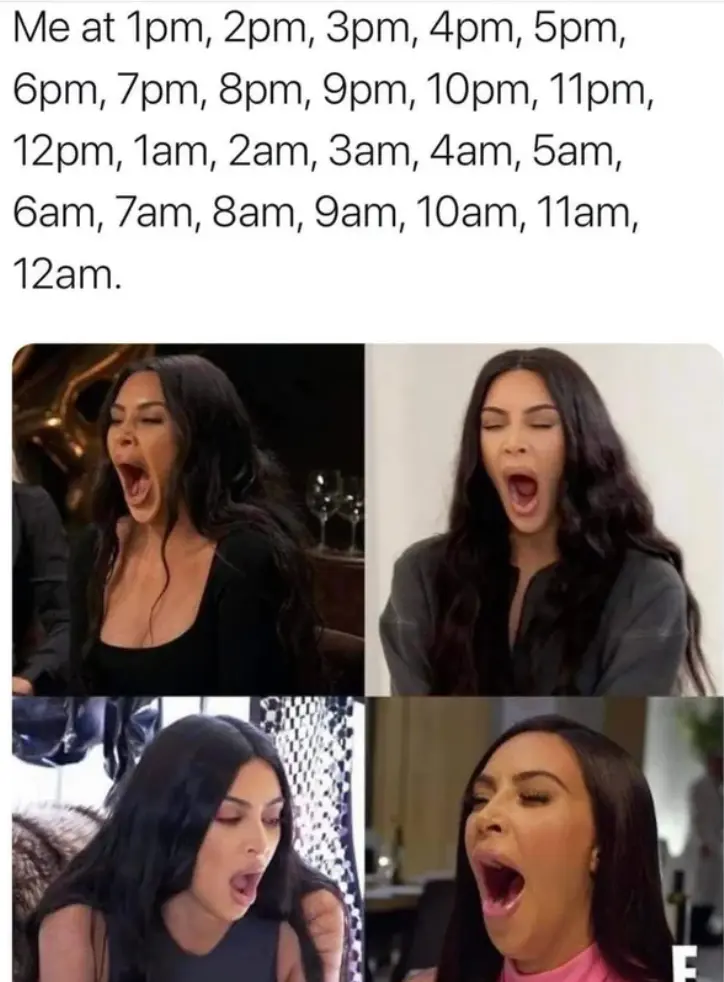 Me at 1pm, 2pm, 3pm, 4pm, 5pm,
6pm, 7pm, 8pm, 9pm, 10pm, 11pm,
12pm, 1am, 2am, 3am, 4am, 5am,
6am, 7am, 8am, 9am, 10am, 11am,
12am.
E